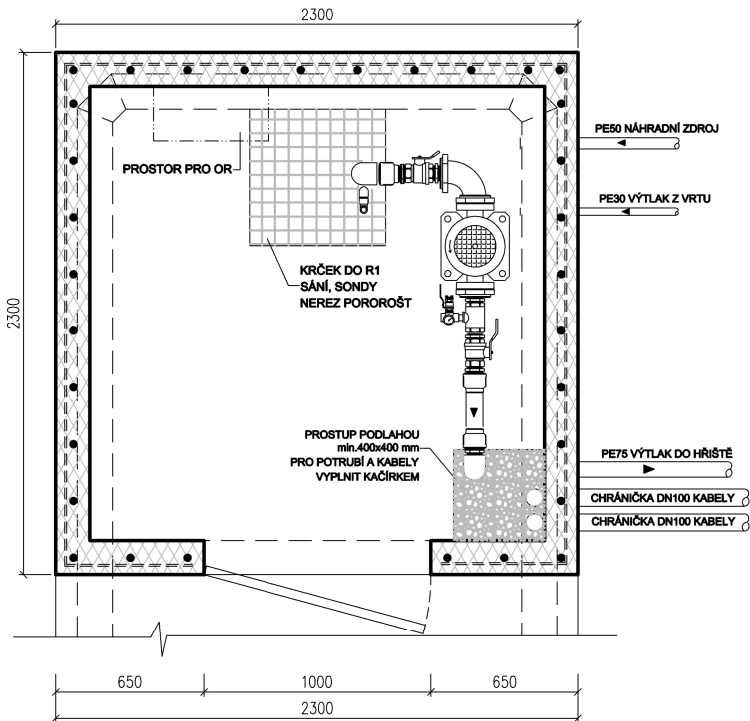 2300
PE50 NÁHRADNÍ ZDROJ
PROSTOR PRO OR
PE30 VÝTLAK Z VRTU
KRČEK DO R1
SÁNÍ, SONDY
NEREZ POROROŠT
2300
PROSTUP PODLAHOU
min.400x400 mm
PRO POTRUBÍ A KABELY
VYPLNIT KAČÍRKEM
PE75 VÝTLAK DO HŘIŠTĚ
CHRÁNIČKA DN100 KABELY
CHRÁNIČKA DN100 KABELY
650
1000
650
2300